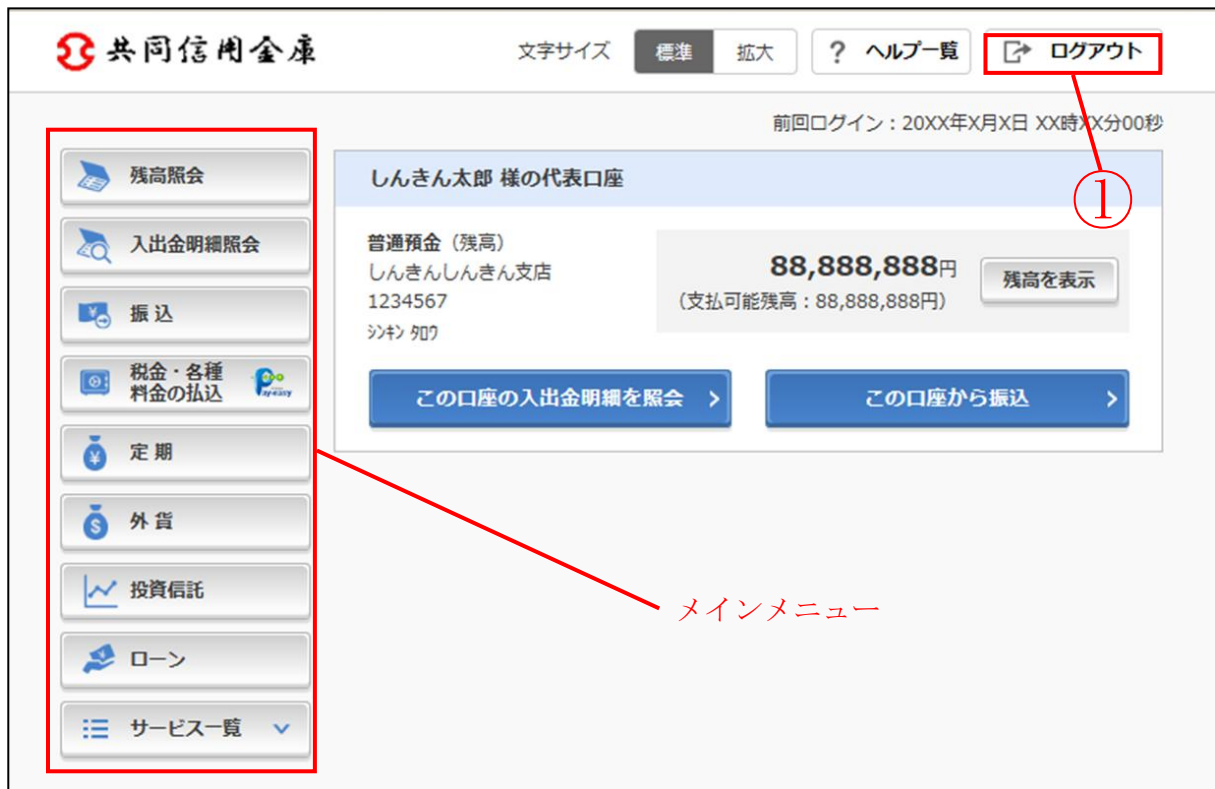 共同信用金庫
文字サイズ 標準 拡大 ? ヘルプ一覧 ログアウト
前回ログイン：20XX年X月X日 XX時XX分00秒
①
残高照会
入出金明細照会
振込
税金・各種
料金の払込
Pay-easy
定期
外貨
投資信託
ローン
サービス一覧
しんきん太郎 様の代表口座
普通預金（残高）
しんきんしんきん支店
1234567
ｼﾝｷﾝ ﾀﾛｳ
88,888,888円
（支払可能残高：88,888,888円）
残高を表示
この口座の入出金明細を照会
この口座から振込
メインメニュー